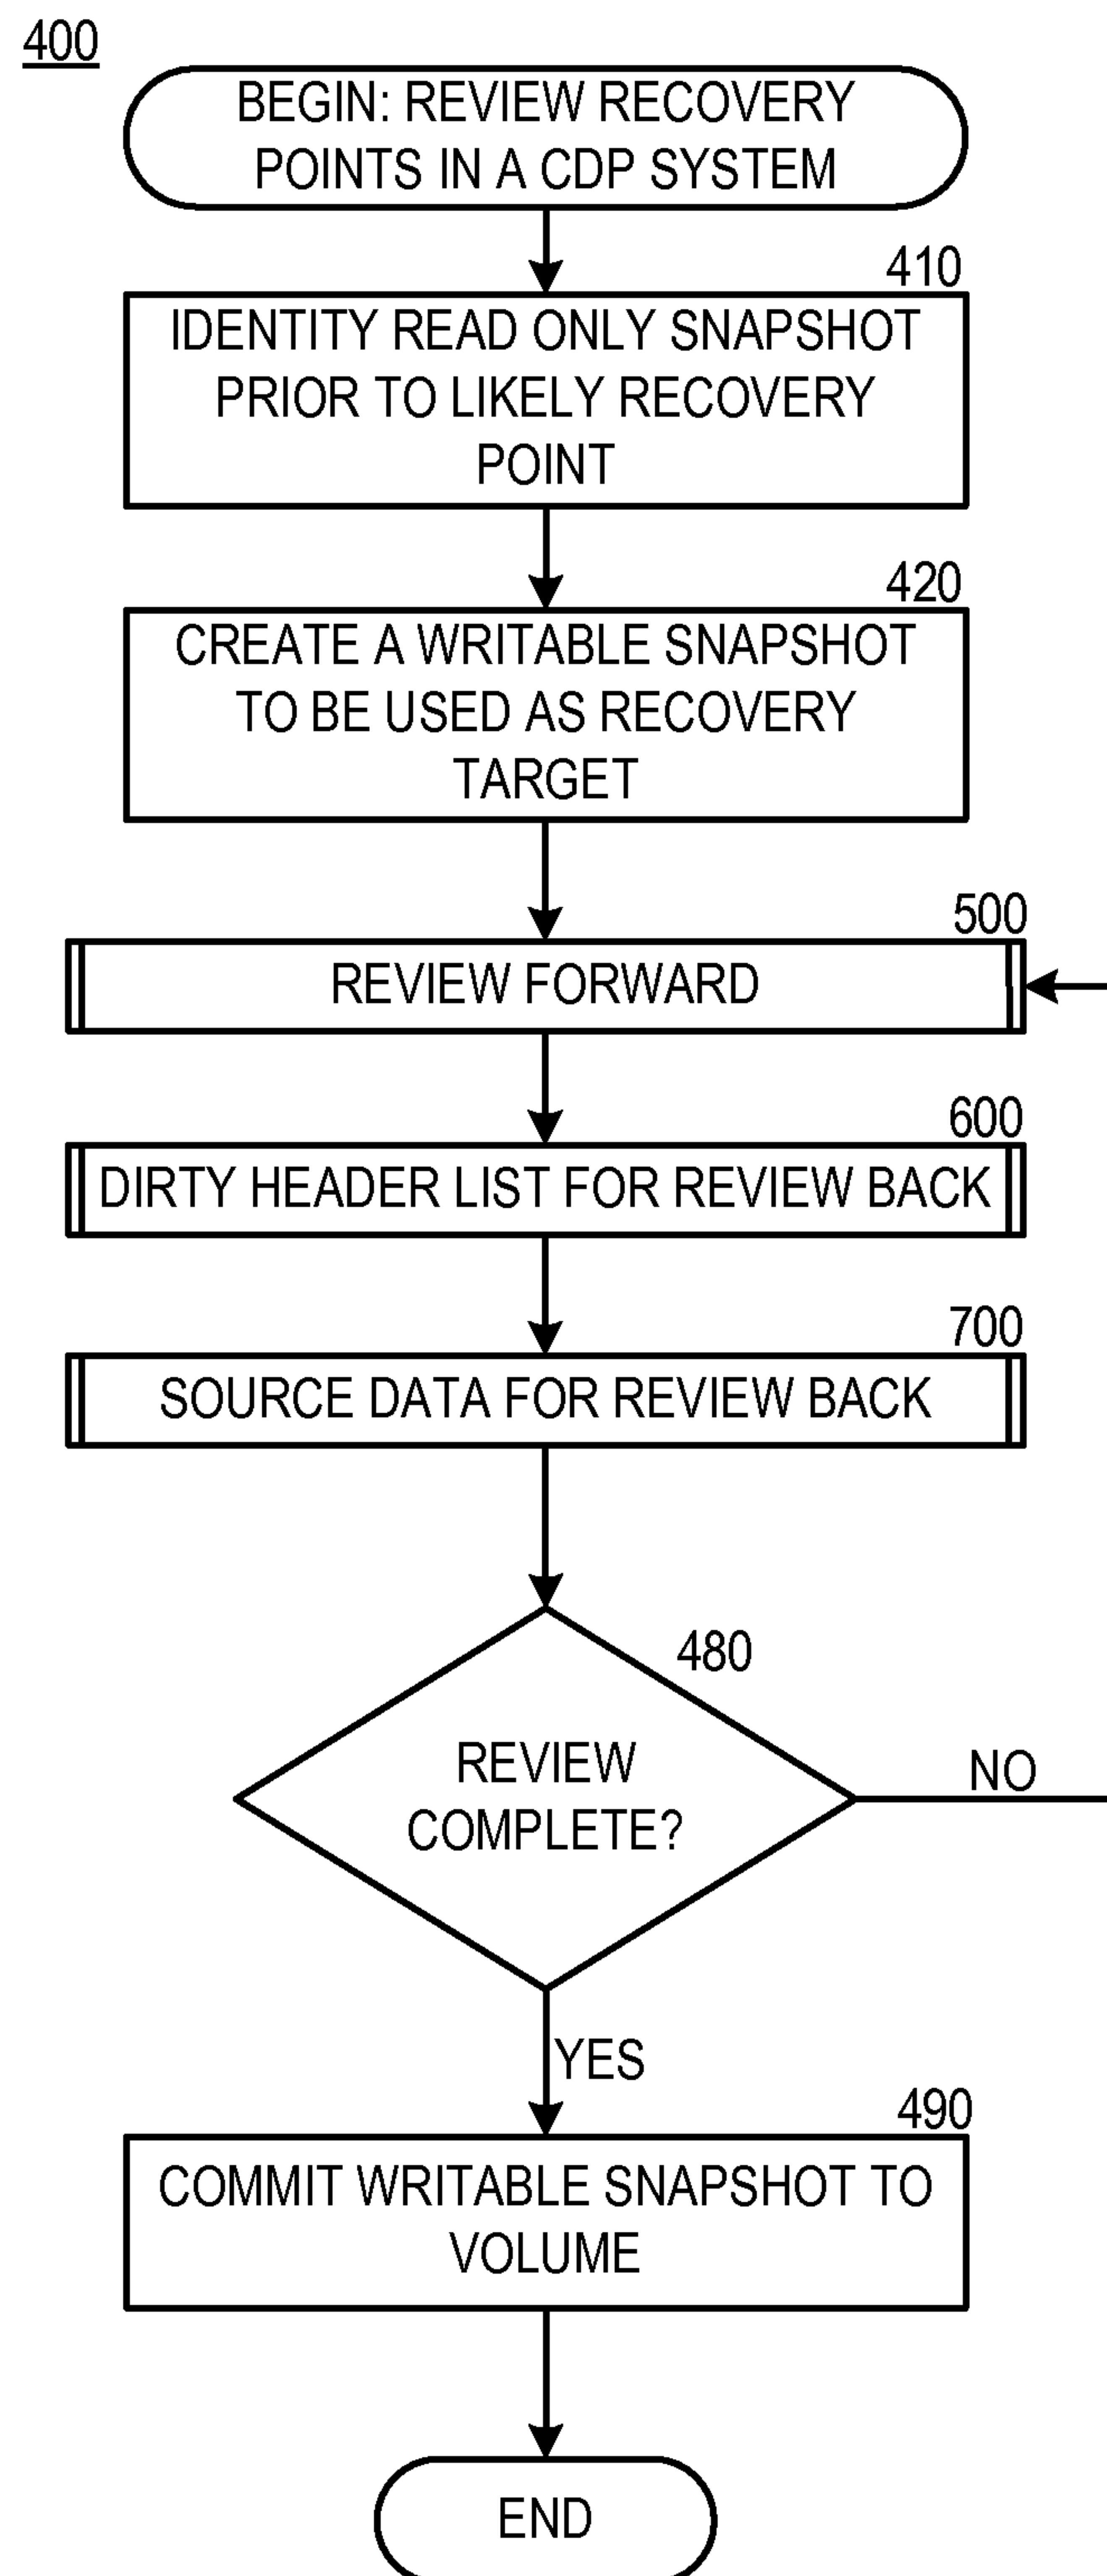 400
BEGIN: REVIEW RECOVERY
POINTS IN A CDP SYSTEM
410
IDENTITY READ ONLY SNAPSHOT
PRIOR TO LIKELY RECOVERY
POINT
420
CREATE A WRITABLE SNAPSHOT
TO BE USED AS RECOVERY
TARGET
500
REVIEW FORWARD
600
DIRTY HEADER LIST FOR REVIEW BACK
700
SOURCE DATA FOR REVIEW BACK
480
REVIEW
COMPLETE?
NO
YES
490
COMMIT WRITABLE SNAPSHOT TO
VOLUME
END